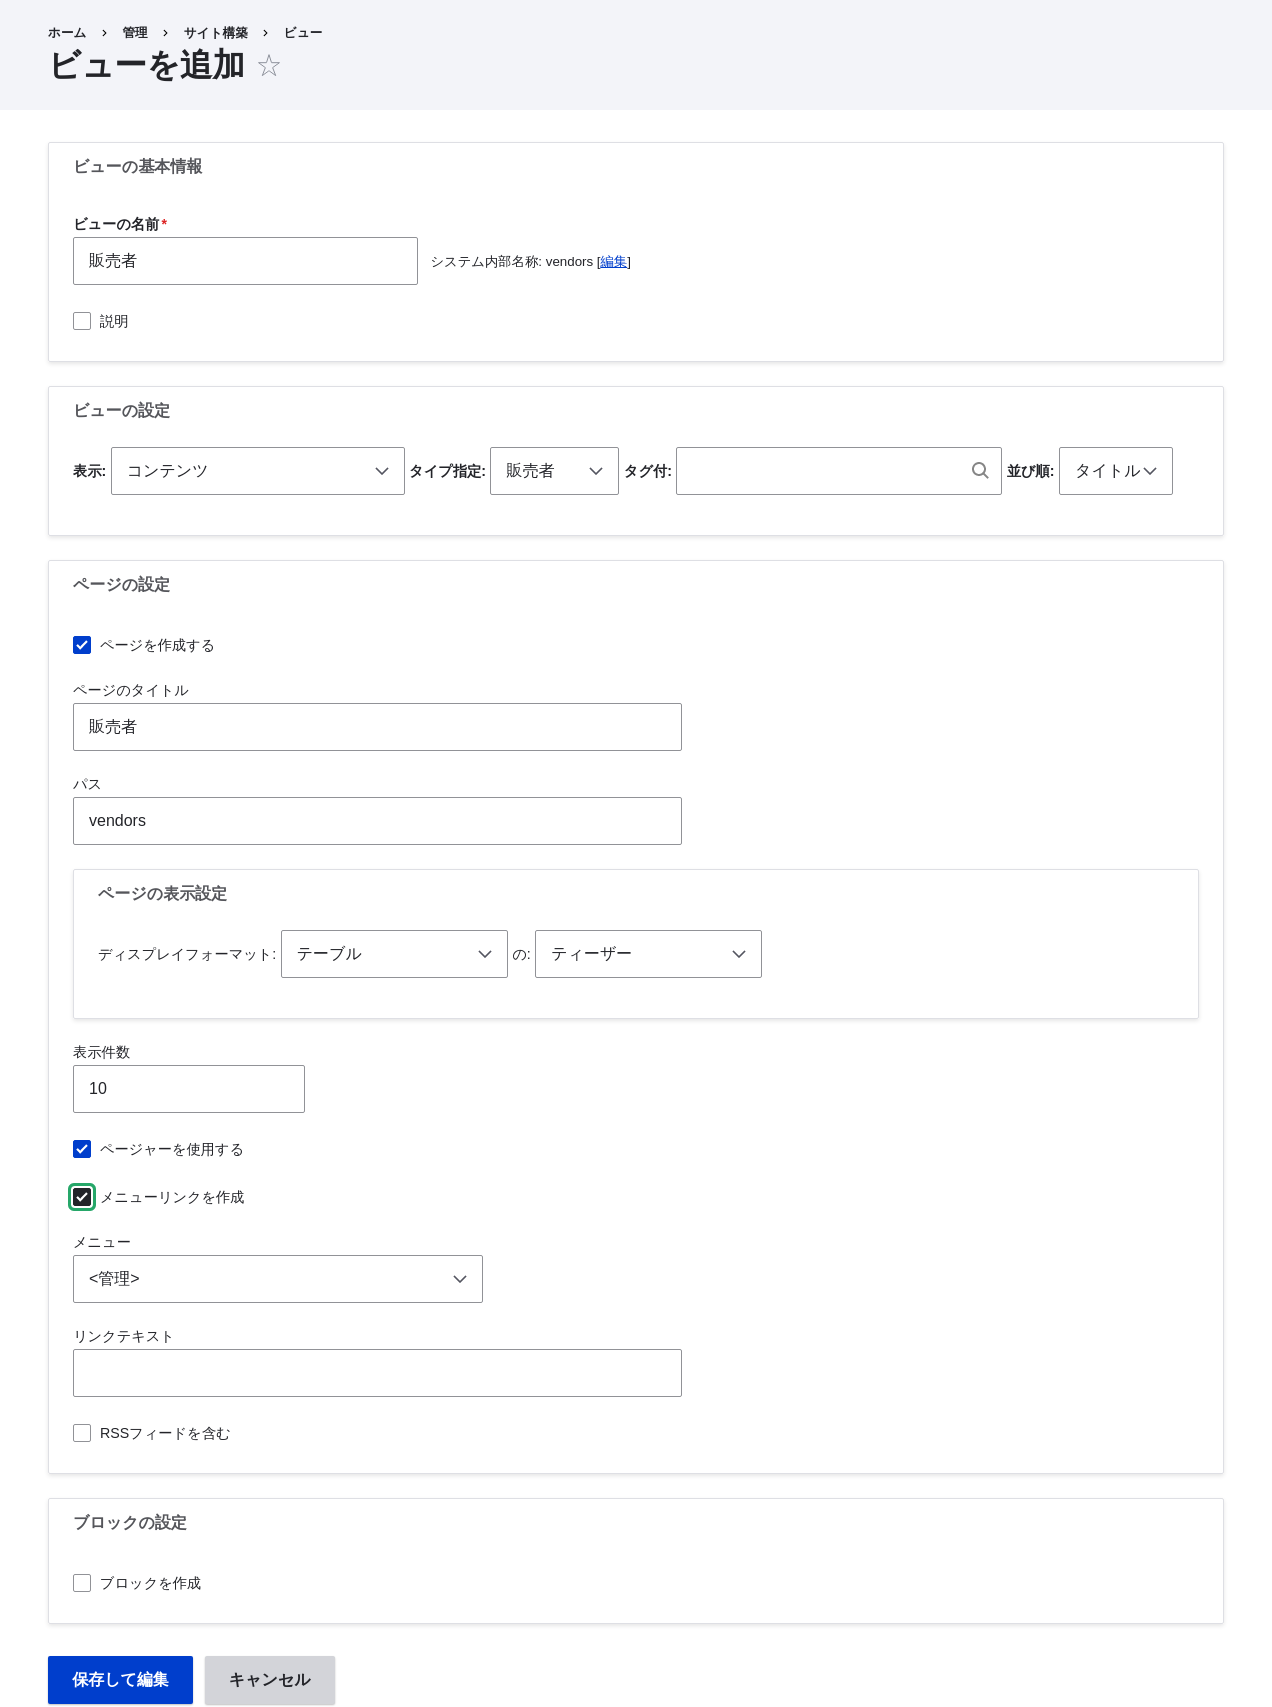 ホーム › 管理 › サイト構築 › ビュー
ビューを追加 ☆
ビューの基本情報
ビューの名前*
販売者 システム内部名称: vendors [編集]
説明
ビューの設定
表示: コンテンツ タイプ指定: 販売者 タグ付: 並び順: タイトル
ページの設定
ページを作成する
ページのタイトル
販売者
パス
vendors
ページの表示設定
ディスプレイフォーマット: テーブル の: ティーザー
表示件数
10
ページャーを使用する
メニューリンクを作成
メニュー
<管理>
リンクテキスト
RSSフィードを含む
ブロックの設定
ブロックを作成
保存して編集 キャンセル